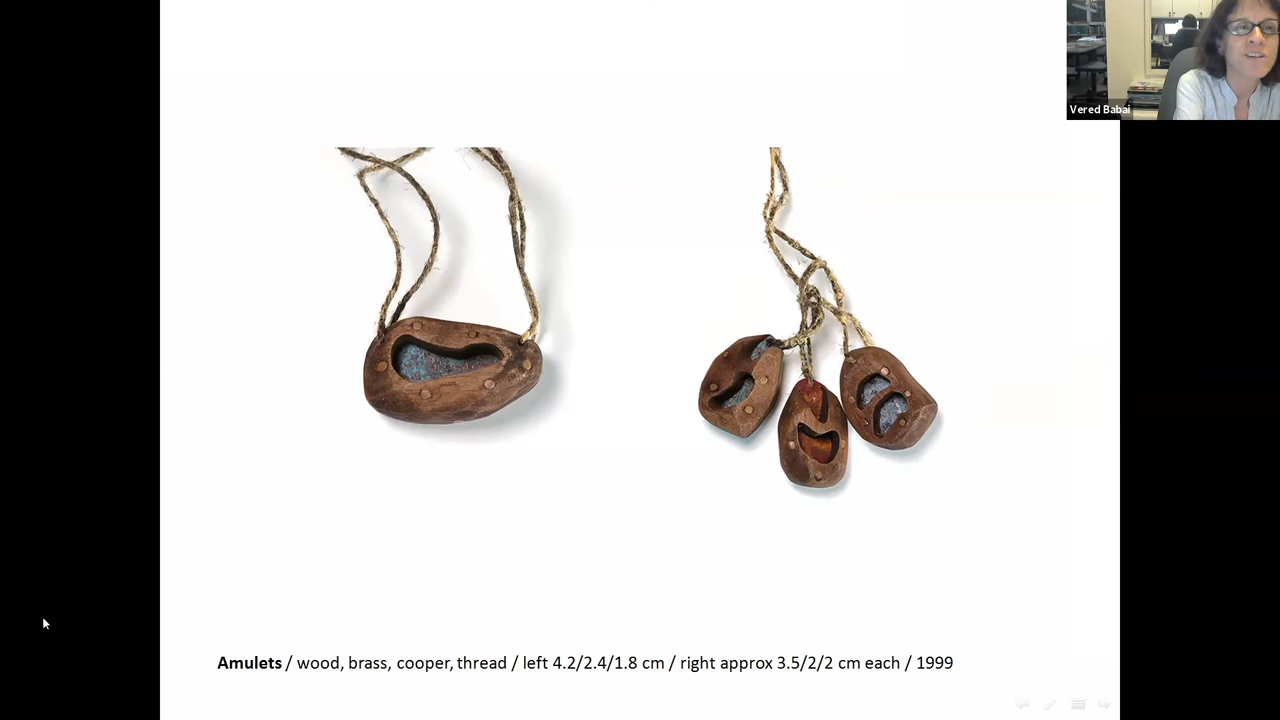 Vered Babai
Amulets / wood, brass, cooper, thread / left 4.2/2.4/1.8 cm / right approx 3.5/2/2 cm each / 1999